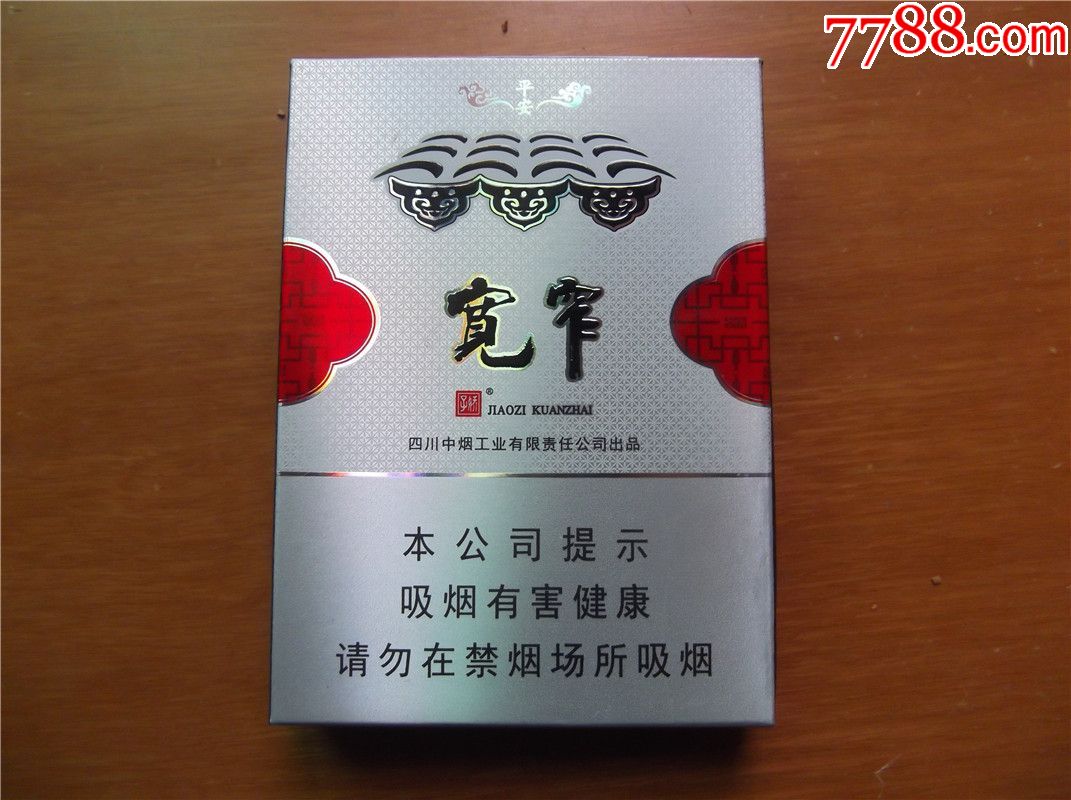 7788.com
平安
宽窄
娇子
®
JIAOZI KUANZHAI
四川中烟工业有限责任公司出品
本公司提示
吸烟有害健康
请勿在禁烟场所吸烟